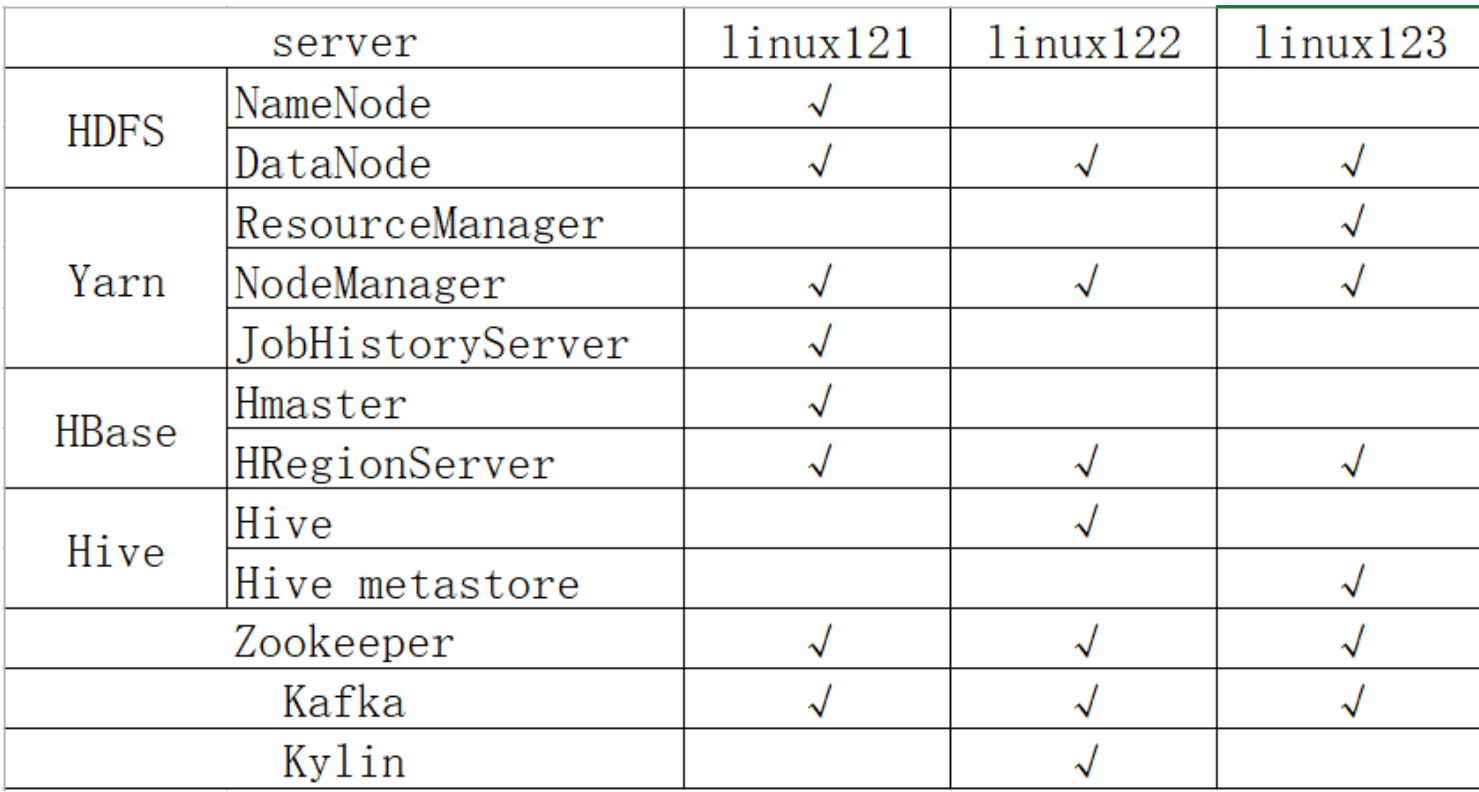 server linux121 linux122 linux123
HDFS NameNode √
DataNode √ √ √
Yarn ResourceManager √
NodeManager √ √ √
JobHistoryServer √
HBase Hmaster √
HRegionServer √ √ √
Hive Hive √
Hive metastore √
Zookeeper √ √ √
Kafka √ √ √
Kylin √